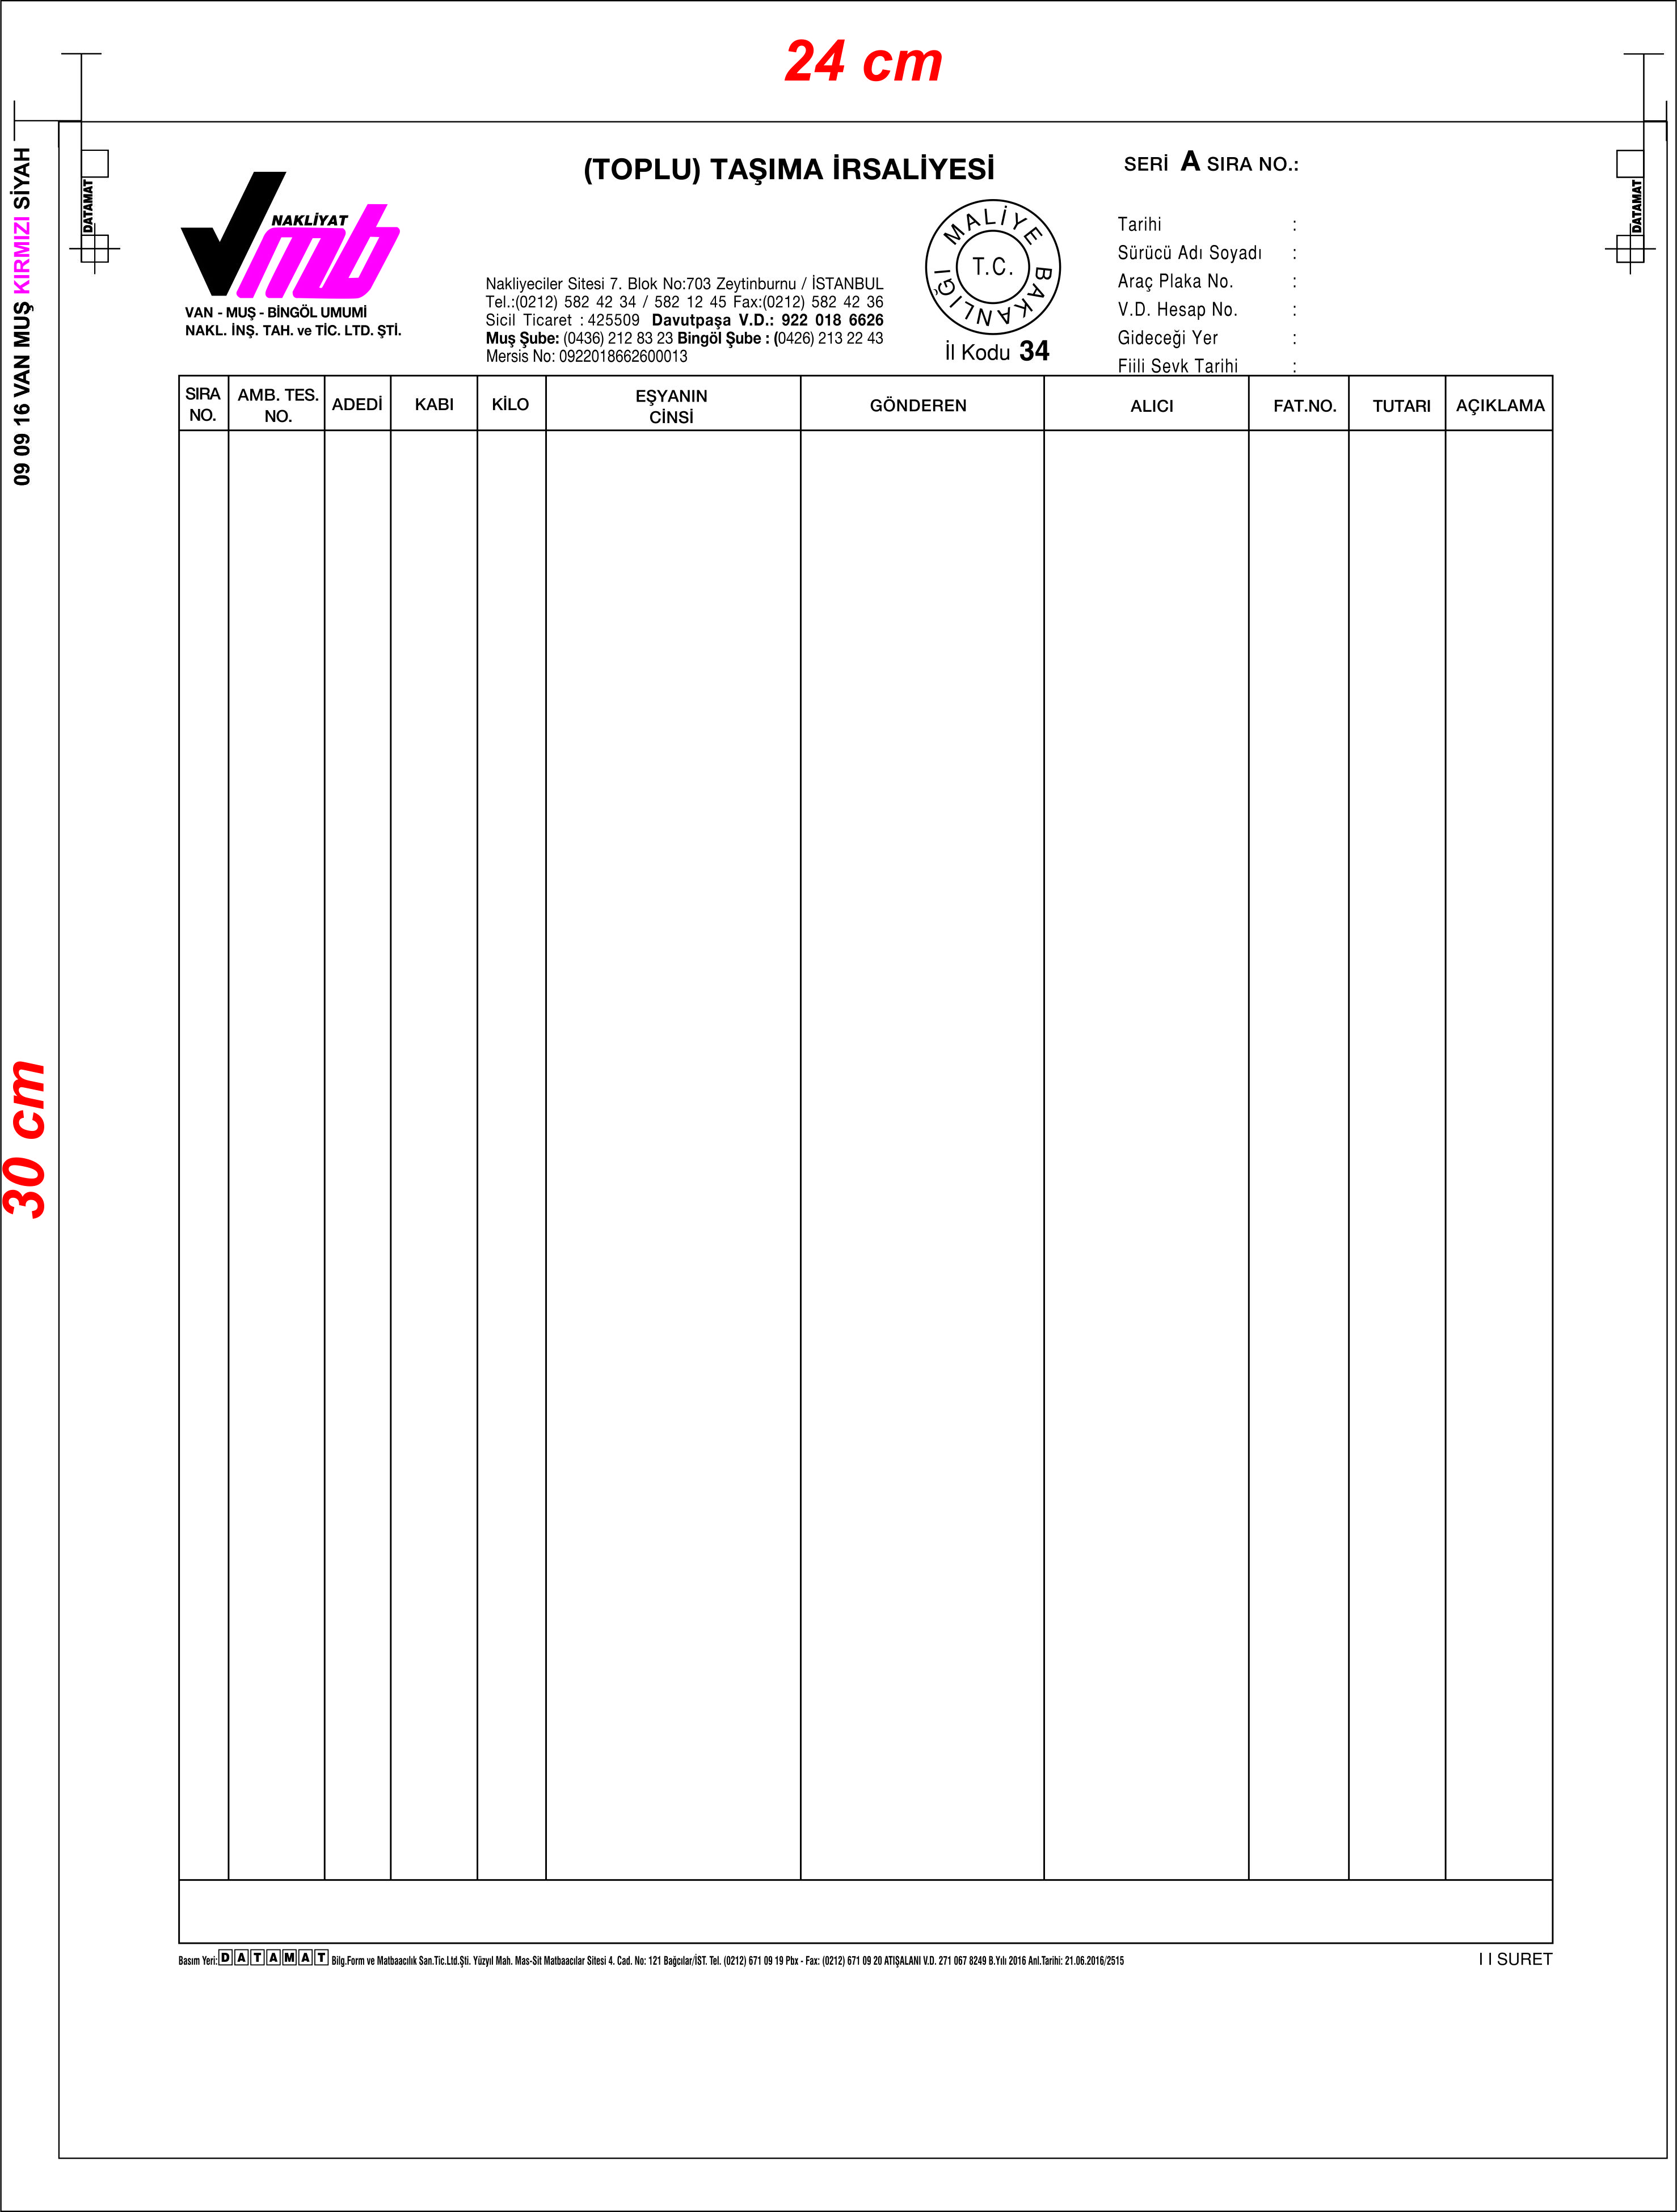 24 cm
09 09 16 VAN MUŞ KIRMIZI SİYAH
30 cm
DATAMAT
DATAMAT
(TOPLU) TAŞIMA İRSALİYESİ
SERİ A SIRA NO.:
NAKLİYAT
Vmb
VAN - MUŞ - BİNGÖL UMUMİ
NAKL. İNŞ. TAH. ve TİC. LTD. ŞTİ.
Nakliyeciler Sitesi 7. Blok No:703 Zeytinburnu / İSTANBUL
Tel.:(0212) 582 42 34 / 582 12 45 Fax:(0212) 582 42 36
Sicil Ticaret : 425509 Davutpaşa V.D.: 922 018 6626
Muş Şube: (0436) 212 83 23 Bingöl Şube : (0426) 213 22 43
Mersis No: 0922018662600013
MALİYE BAKANLIĞI
T.C.
İl Kodu 34
Tarihi :
Sürücü Adı Soyadı :
Araç Plaka No. :
V.D. Hesap No. :
Gideceği Yer :
Fiili Sevk Tarihi :
SIRA NO. AMB. TES. NO. ADEDİ KABI KİLO EŞYANIN CİNSİ GÖNDEREN ALICI FAT.NO. TUTARI AÇIKLAMA
Basım Yeri: DATAMAT Bilg.Form ve Matbaacılık San.Tic.Ltd.Şti. Yüzyıl Mah. Mas-Sit Matbaacılar Sitesi 4. Cad. No: 121 Bağcılar/İST. Tel. (0212) 671 09 19 Pbx - Fax: (0212) 671 09 20 ATIŞALANI V.D. 271 067 8249 B.Yılı 2016 Anl.Tarihi: 21.06.2016/2515
I I SURET